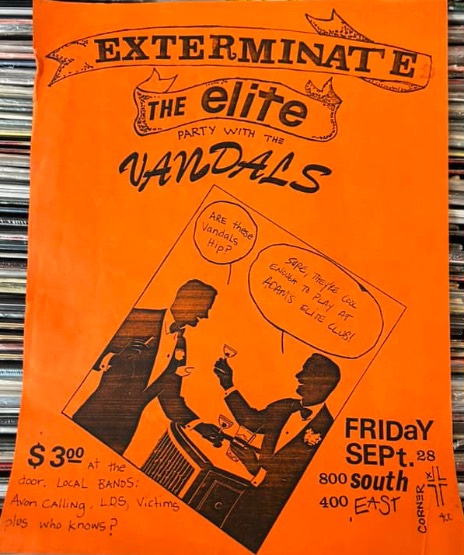 EXTERMINATE
THE elite
PARTY WITH THE
VANDALS
ARE these
Vandals
Hip?
SURE, THEY'RE COOL
ENOUGH TO PLAY AT
ADAM'S ELITE CLUB!
FRIDaY
SEPt. 28
800 south
400 EAST
CORNER
$3.00 at the
door. LOCAL BANDS:
Avon Calling, LDS, Victims
plus who knows?